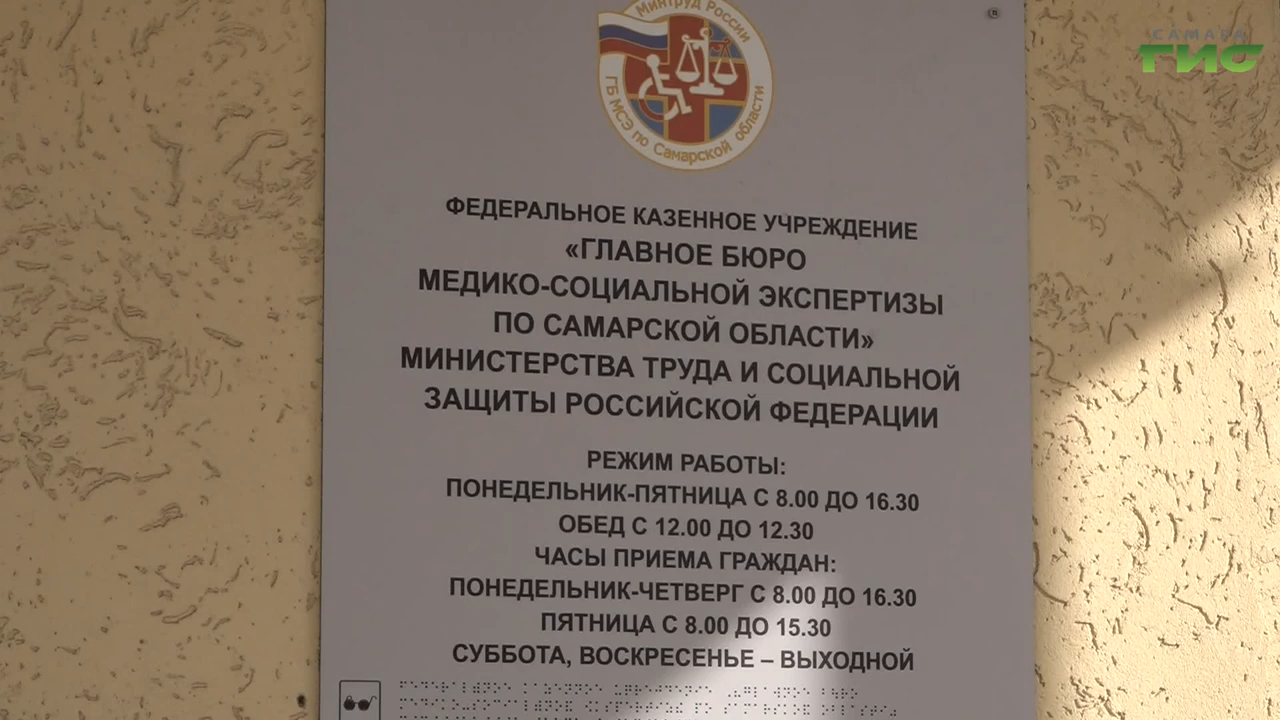 САМАРА
ГИС
Минтруд России
ГБ МСЭ по Самарской области
ФЕДЕРАЛЬНОЕ КАЗЕННОЕ УЧРЕЖДЕНИЕ
«ГЛАВНОЕ БЮРО
МЕДИКО-СОЦИАЛЬНОЙ ЭКСПЕРТИЗЫ
ПО САМАРСКОЙ ОБЛАСТИ»
МИНИСТЕРСТВА ТРУДА И СОЦИАЛЬНОЙ
ЗАЩИТЫ РОССИЙСКОЙ ФЕДЕРАЦИИ
РЕЖИМ РАБОТЫ:
ПОНЕДЕЛЬНИК-ПЯТНИЦА С 8.00 ДО 16.30
ОБЕД С 12.00 ДО 12.30
ЧАСЫ ПРИЕМА ГРАЖДАН:
ПОНЕДЕЛЬНИК-ЧЕТВЕРГ С 8.00 ДО 16.30
ПЯТНИЦА С 8.00 ДО 15.30
СУББОТА, ВОСКРЕСЕНЬЕ – ВЫХОДНОЙ